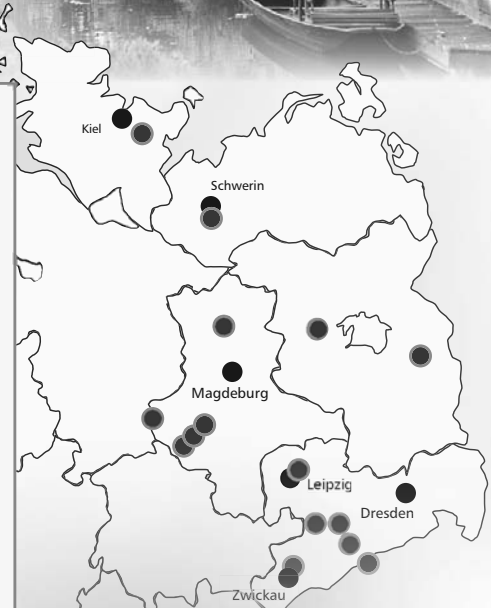 Kiel
Schwerin
Magdeburg
Leipzig
Dresden
Zwickau